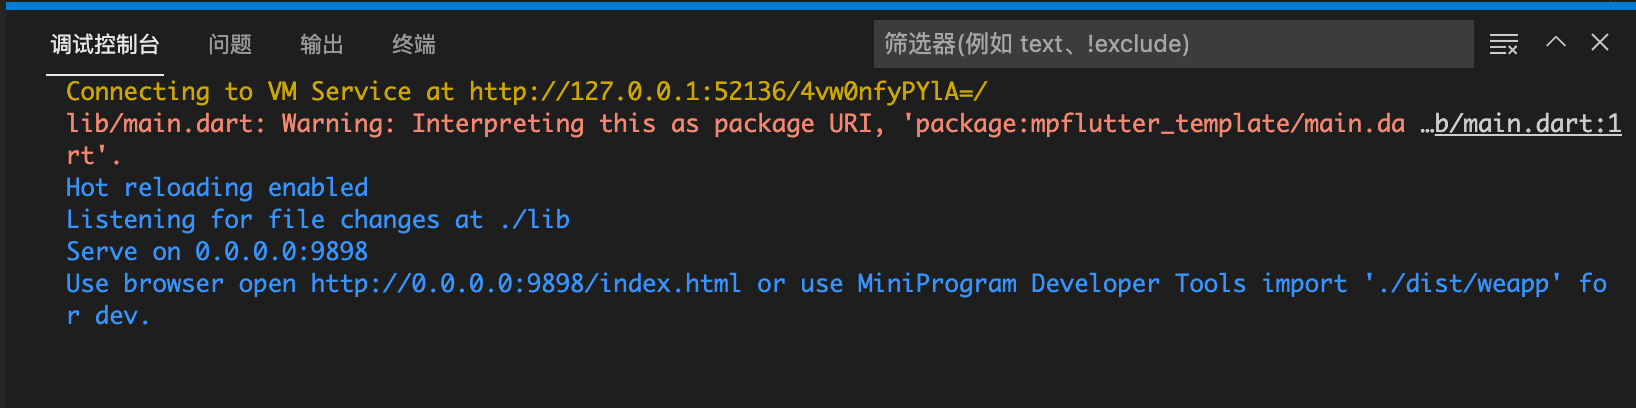 调试控制台 问题 输出 终端 筛选器(例如 text、!exclude)
Connecting to VM Service at http://127.0.0.1:52136/4vw0nfyPYlA=/
lib/main.dart: Warning: Interpreting this as package URI, 'package:mpflutter_template/main.da …b/main.dart:1
rt'.
Hot reloading enabled
Listening for file changes at ./lib
Serve on 0.0.0.0:9898
Use browser open http://0.0.0.0:9898/index.html or use MiniProgram Developer Tools import './dist/weapp' fo
r dev.